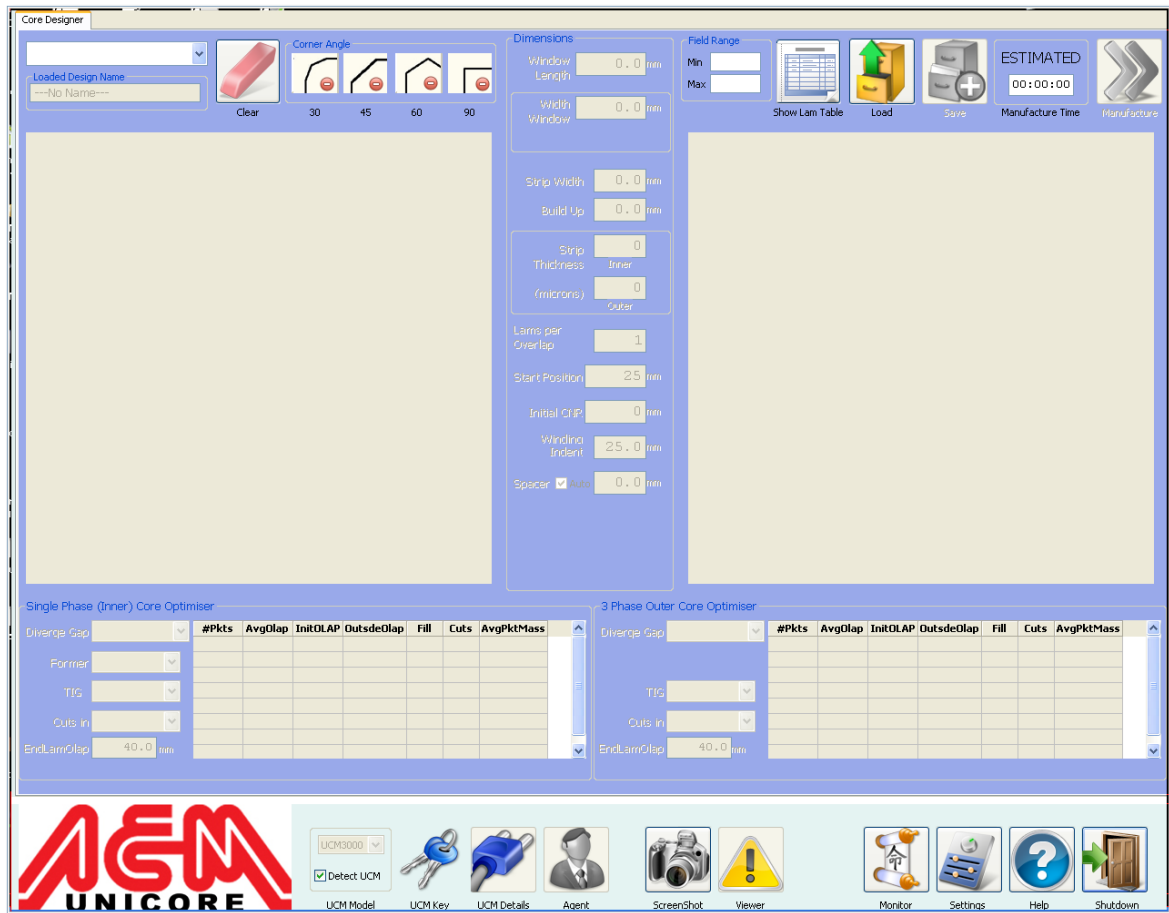 Core Designer
Loaded Design Name
---No Name---
Clear
Corner Angle
30 45 60 90
Dimensions
Window Length 0.0 mm
Width Window 0.0 mm
Strip Width 0.0 mm
Build Up 0.0 mm
Strip Thickness 0
Inner
(microns) 0
Outer
Lams per Overlap 1
Start Position 25 mm
Initial CNP. 0 mm
Winding Indent 25.0 mm
Spacer Auto 0.0 mm
Field Range
Min
Max
Show Lam Table
Load
Save
ESTIMATED
00:00:00
Manufacture Time
Manufacture
Single Phase (Inner) Core Optimiser
Diverge Gap
Former
TIG
Cuts in
EndLamOlap 40.0 mm
#Pkts AvgOlap InitOLAP OutsdeOlap Fill Cuts AvgPktMass
3 Phase Outer Core Optimiser
Diverge Gap
TIG
Cuts in
EndLamOlap 40.0 mm
#Pkts AvgOlap InitOLAP OutsdeOlap Fill Cuts AvgPktMass
AEM
UNICORE
UCM3000
Detect UCM
UCM Model
UCM Key
UCM Details
Agent
ScreenShot
Viewer
命
Monitor
Settings
Help
Shutdown